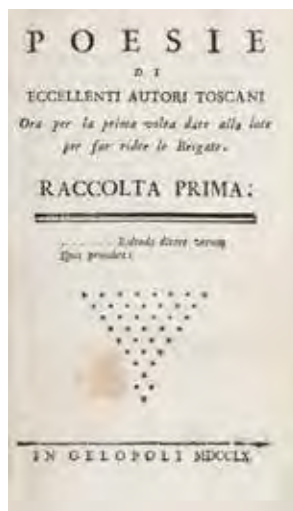 POESIE
DI
ECCELLENTI AUTORI TOSCANI
Ora per la prima volta date alla luce
per far rider le Brigate.
RACCOLTA PRIMA:
........ Ridendo dicere verum
Quis prohibet:
IN GELOPOLI MDCCLX.